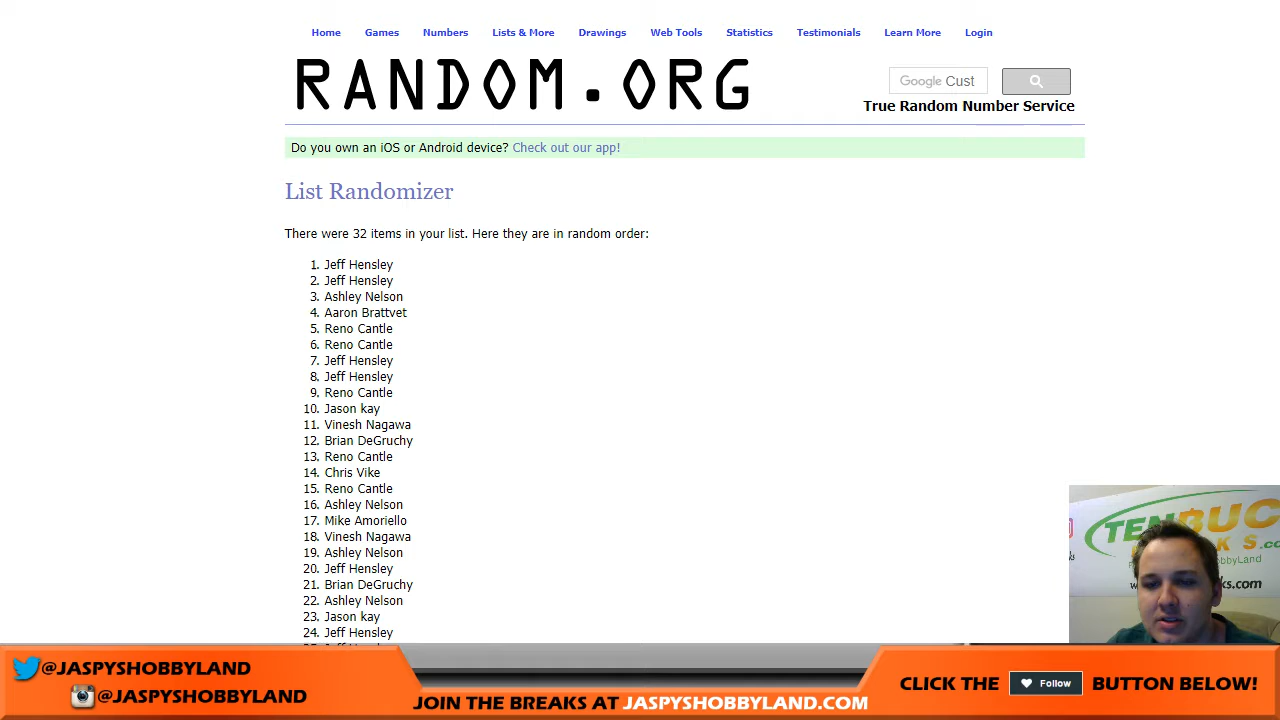 Home Games Numbers Lists & More Drawings Web Tools Statistics Testimonials Learn More Login
RANDOM.ORG
Google Cust
True Random Number Service
Do you own an iOS or Android device? Check out our app!
List Randomizer
There were 32 items in your list. Here they are in random order:
1. Jeff Hensley
2. Jeff Hensley
3. Ashley Nelson
4. Aaron Brattvet
5. Reno Cantle
6. Reno Cantle
7. Jeff Hensley
8. Jeff Hensley
9. Reno Cantle
10. Jason kay
11. Vinesh Nagawa
12. Brian DeGruchy
13. Reno Cantle
14. Chris Vike
15. Reno Cantle
16. Ashley Nelson
17. Mike Amoriello
18. Vinesh Nagawa
19. Ashley Nelson
20. Jeff Hensley
21. Brian DeGruchy
22. Ashley Nelson
23. Jason kay
24. Jeff Hensley
TENBUC
@JASPYSHOBBYLAND
@JASPYSHOBBYLAND
JOIN THE BREAKS AT JASPYSHOBBYLAND.COM
CLICK THE Follow BUTTON BELOW!